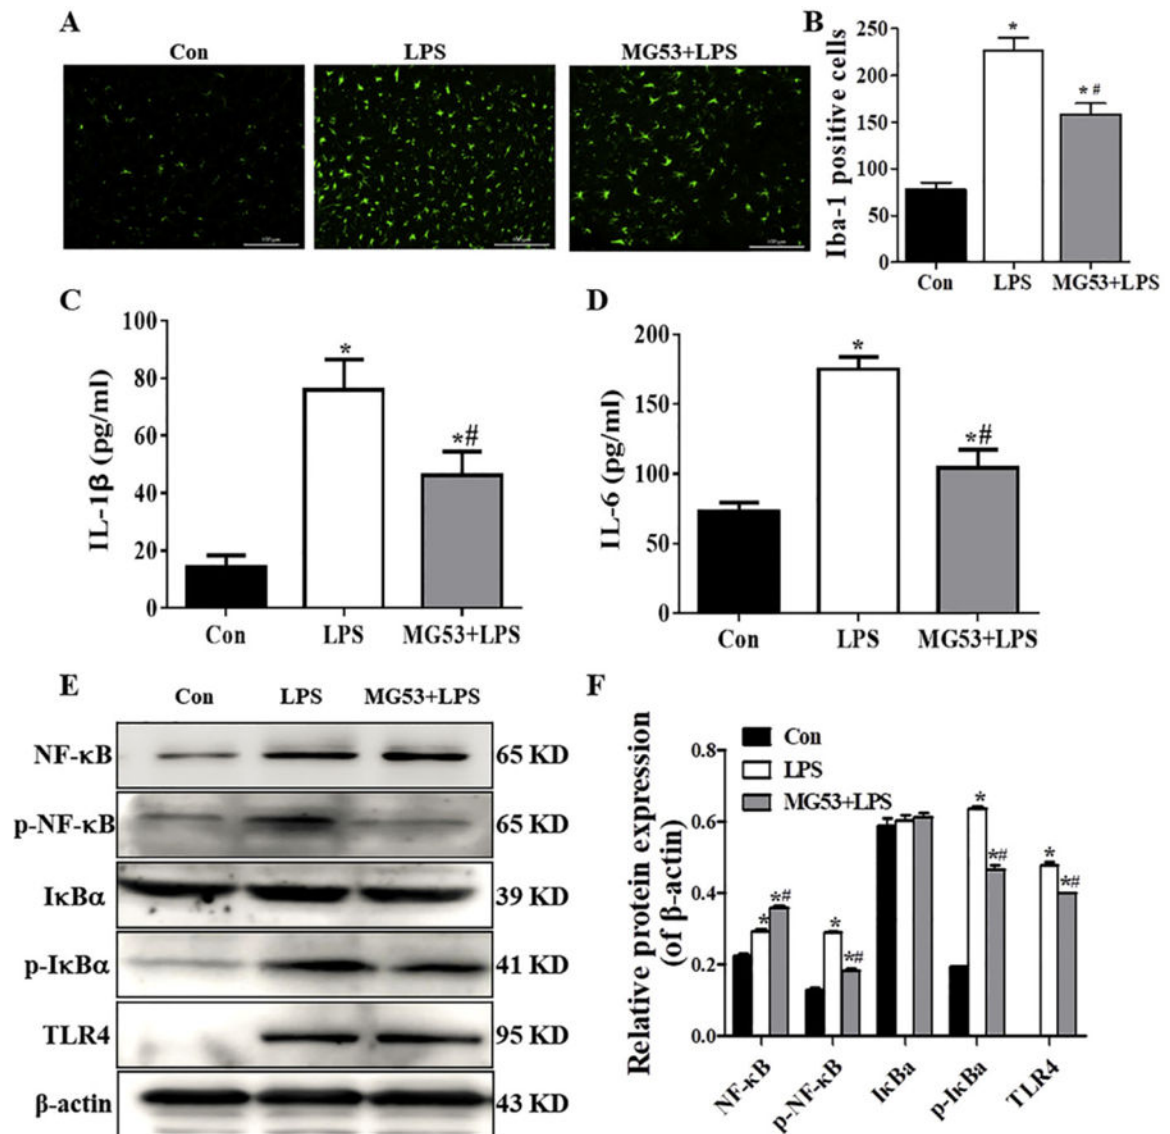 A
Con
LPS
MG53+LPS
100μm
100μm
100μm
B
Iba-1 positive cells
250
200
150
100
50
0
*
* #
Con
LPS
MG53+LPS
C
IL-1β (pg/ml)
100
80
60
40
20
0
*
*#
Con
LPS
MG53+LPS
D
IL-6 (pg/ml)
200
150
100
50
0
*
*#
Con
LPS
MG53+LPS
E
Con
LPS
MG53+LPS
NF-κB
65 KD
p-NF-κB
65 KD
IκBα
39 KD
p-IκBα
41 KD
TLR4
95 KD
β-actin
43 KD
F
Relative protein expression
(of β-actin)
0.8
0.6
0.4
0.2
0.0
Con
LPS
MG53+LPS
*
*#
*
*#
*
*#
*
*#
NF-κB
p-NF-κB
IκBa
p-IκBa
TLR4